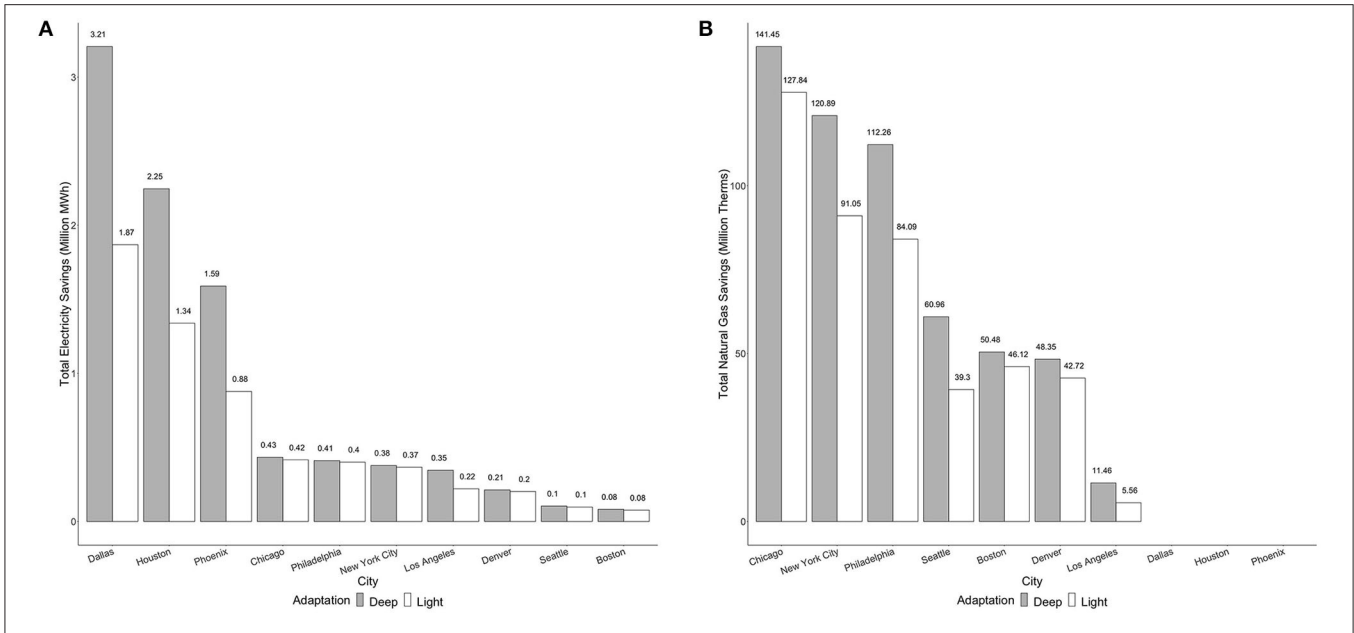 A
Total Electricity Savings (Million MWh)
3
2
1
0
3.21
1.87
2.25
1.34
1.59
0.88
0.43
0.42
0.41
0.4
0.38
0.37
0.35
0.22
0.21
0.2
0.1
0.1
0.08
0.08
Dallas
Houston
Phoenix
Chicago
Philadelphia
New York City
Los Angeles
Denver
Seattle
Boston
City
Adaptation Deep Light
B
Total Natural Gas Savings (Million Therms)
100
50
0
141.45
127.84
120.89
91.05
112.26
84.09
60.96
39.3
50.48
46.12
48.35
42.72
11.46
5.56
Chicago
New York City
Philadelphia
Seattle
Boston
Denver
Los Angeles
Dallas
Houston
Phoenix
City
Adaptation Deep Light